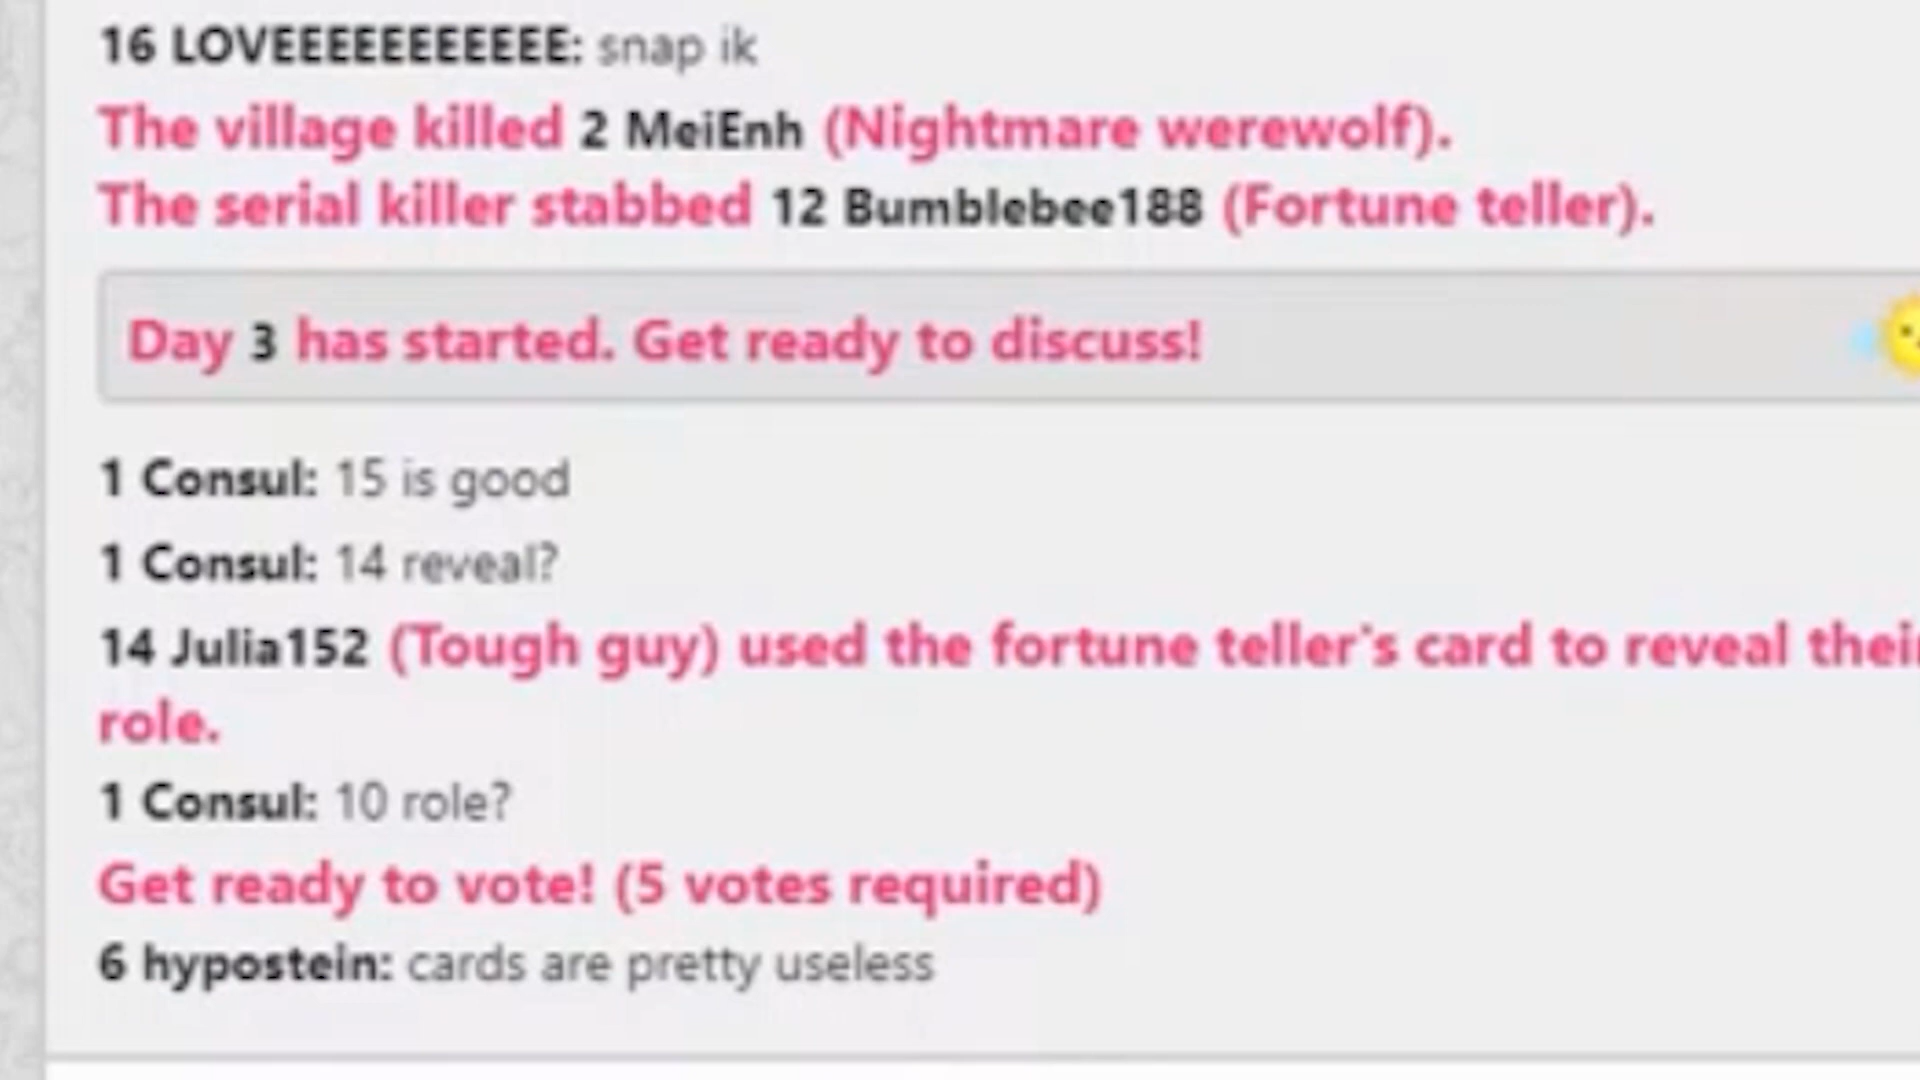 16 LOVEEEEEEEEEEE: snap ik
The village killed 2 MeiEnh (Nightmare werewolf).
The serial killer stabbed 12 Bumblebee188 (Fortune teller).
Day 3 has started. Get ready to discuss!
1 Consul: 15 is good
1 Consul: 14 reveal?
14 Julia152 (Tough guy) used the fortune teller's card to reveal their
role.
1 Consul: 10 role?
Get ready to vote! (5 votes required)
6 hypostein: cards are pretty useless